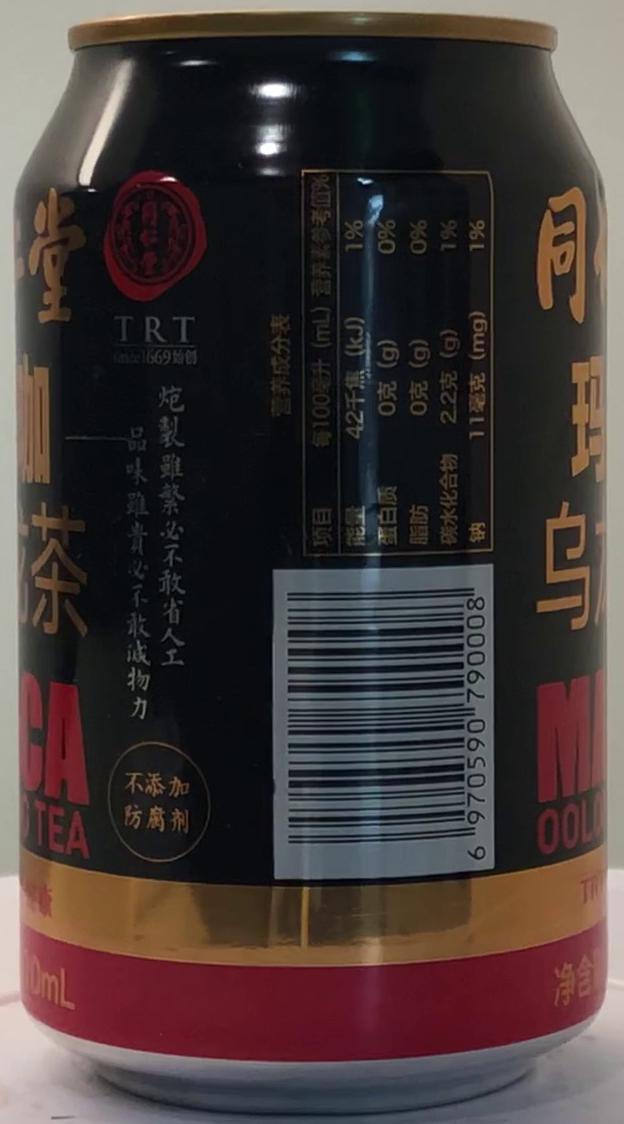 堂
咖
茶
CA
TEA
0mL
同仁堂
TRT
since1669始创
炮製雖繁必不敢省人工
品味雖貴必不敢减物力
不添加
防腐剂
营养成分表
项目 每100毫升 (mL) 营养素参考值%
能量 42千焦 (kJ) 1%
蛋白质 0克 (g) 0%
脂肪 0克 (g) 0%
碳水化合物 2.2克 (g) 1%
钠 11毫克 (mg) 1%
6 970590 790008
同
玛
乌
MA
OOLO
净含